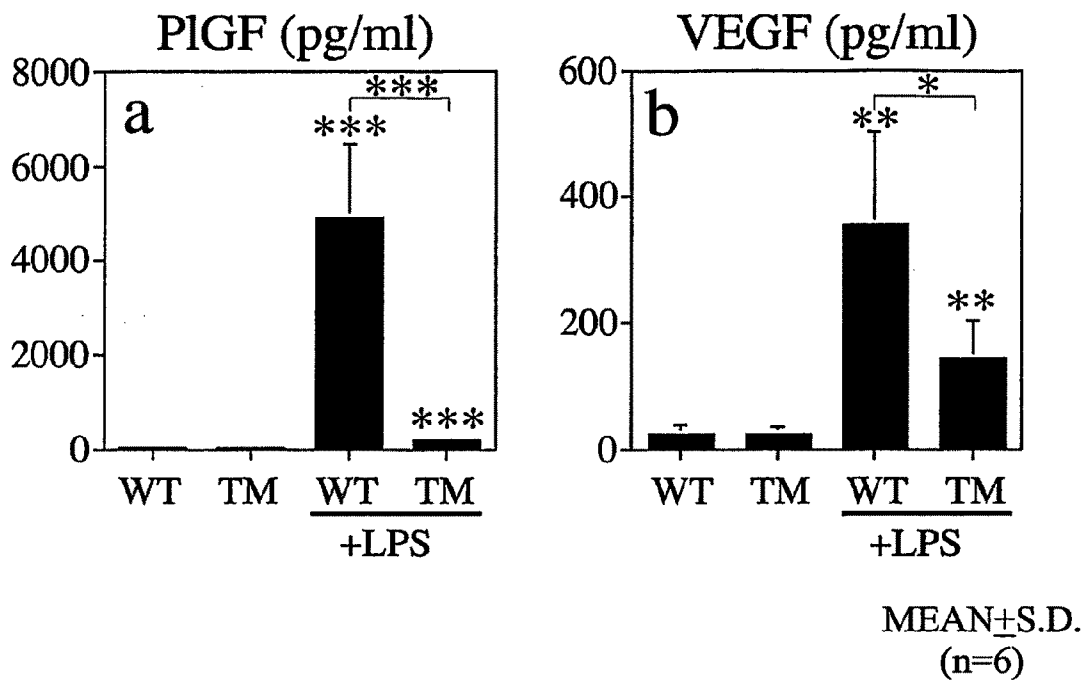 PlGF (pg/ml)
8000
6000
4000
2000
0
a
***
***
***
WT TM WT TM
+LPS
VEGF (pg/ml)
600
400
200
0
b
*
**
**
WT TM WT TM
+LPS
MEAN±S.D.
(n=6)